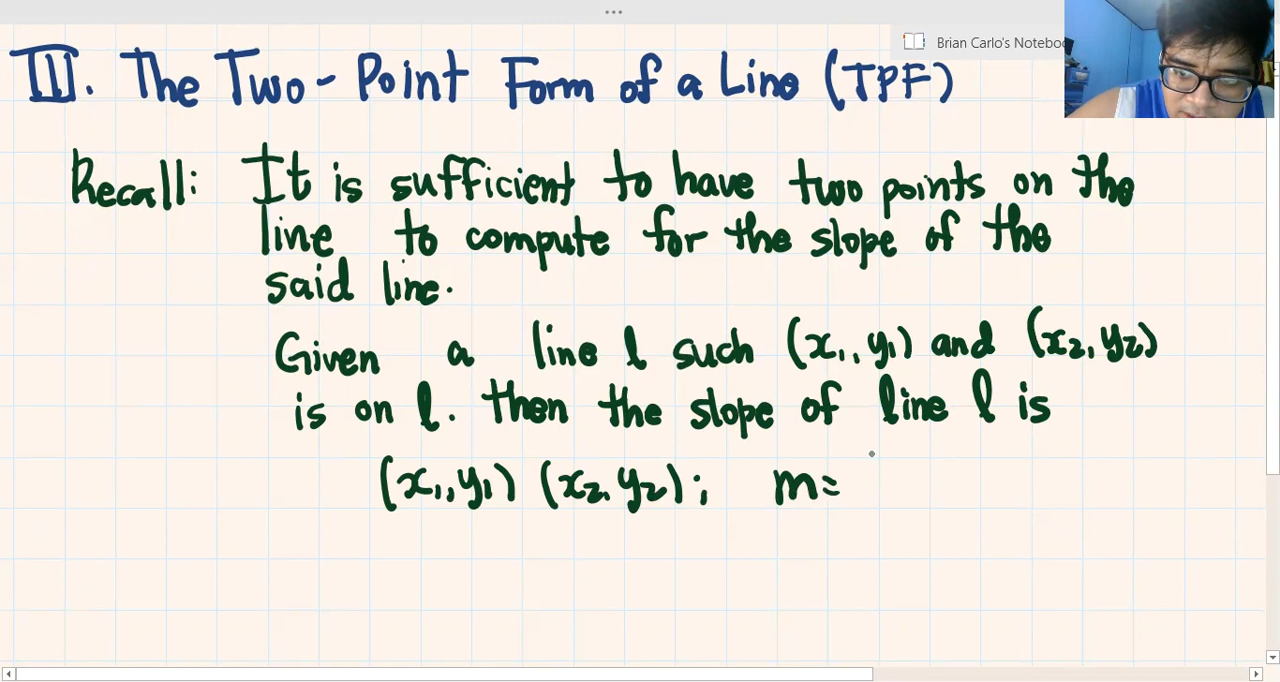 Brian Carlo's Noteboo
III. The Two-Point Form of a Line (TPF)
Recall: It is sufficient to have two points on the
line to compute for the slope of the
said line.
Given a line l such (x₁, y₁) and (x₂, y₂)
is on l. then the slope of line l is
(x₁, y₁) (x₂, y₂); m=